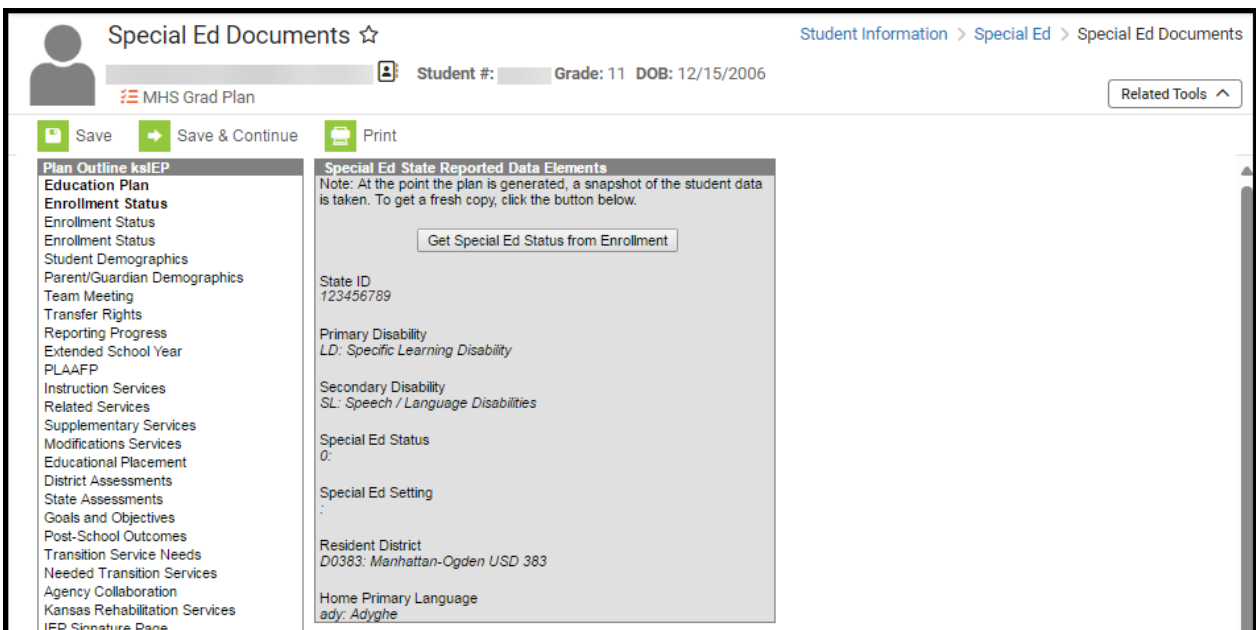 Special Ed Documents
Student Information > Special Ed > Special Ed Documents
Student #: Grade: 11 DOB: 12/15/2006
MHS Grad Plan
Related Tools
Save Save & Continue Print
Plan Outline ksIEP
Education Plan
Enrollment Status
Enrollment Status
Enrollment Status
Student Demographics
Parent/Guardian Demographics
Team Meeting
Transfer Rights
Reporting Progress
Extended School Year
PLAAFP
Instruction Services
Related Services
Supplementary Services
Modifications Services
Educational Placement
District Assessments
State Assessments
Goals and Objectives
Post-School Outcomes
Transition Service Needs
Needed Transition Services
Agency Collaboration
Kansas Rehabilitation Services
IEP Signature Page
Special Ed State Reported Data Elements
Note: At the point the plan is generated, a snapshot of the student data
is taken. To get a fresh copy, click the button below.
Get Special Ed Status from Enrollment
State ID
123456789
Primary Disability
LD: Specific Learning Disability
Secondary Disability
SL: Speech / Language Disabilities
Special Ed Status
0:
Special Ed Setting
:
Resident District
D0383: Manhattan-Ogden USD 383
Home Primary Language
ady: Adyghe